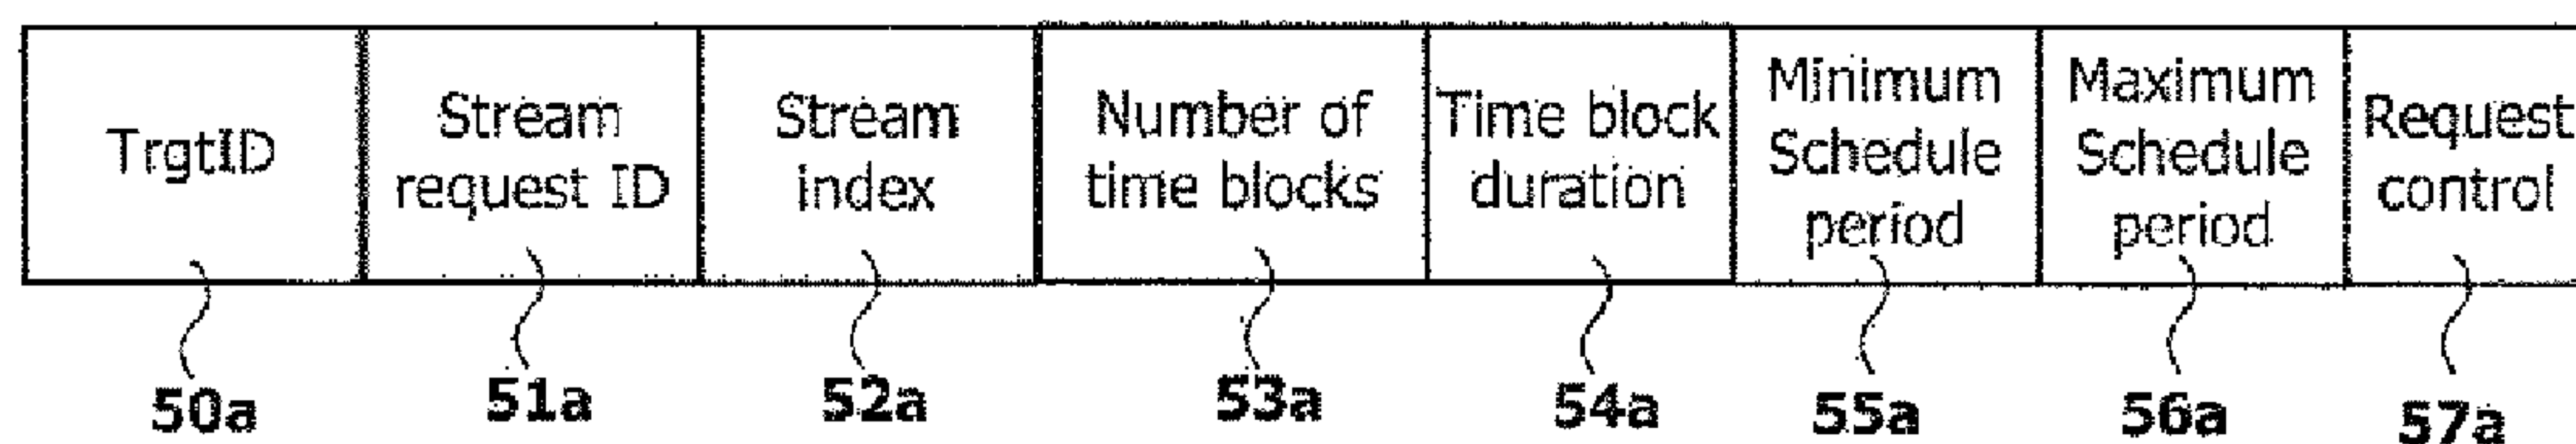 TrgtID
Stream
request ID
Stream
index
Number of
time blocks
Time block
duration
Minimum
Schedule
period
Maximum
Schedule
period
Request
control
50a
51a
52a
53a
54a
55a
56a
57a